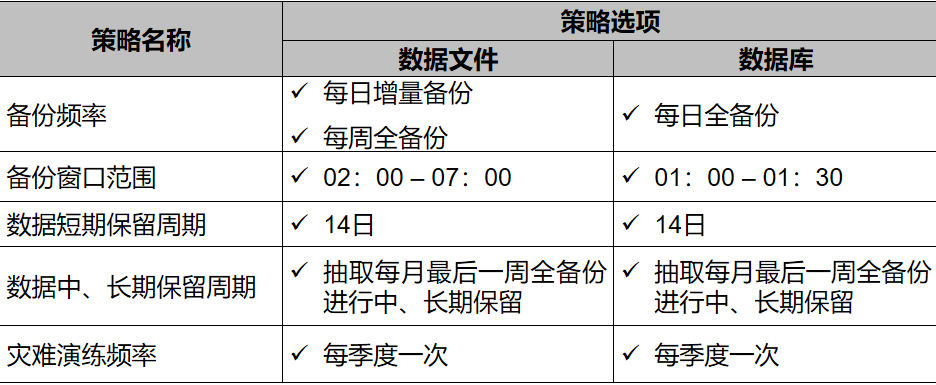 策略名称
策略选项
数据文件
数据库
备份频率
✓ 每日增量备份
✓ 每周全备份
✓ 每日全备份
备份窗口范围
✓ 02：00 – 07：00
✓ 01：00 – 01：30
数据短期保留周期
✓ 14日
✓ 14日
数据中、长期保留周期
✓ 抽取每月最后一周全备份
进行中、长期保留
✓ 抽取每月最后一周全备份
进行中、长期保留
灾难演练频率
✓ 每季度一次
✓ 每季度一次